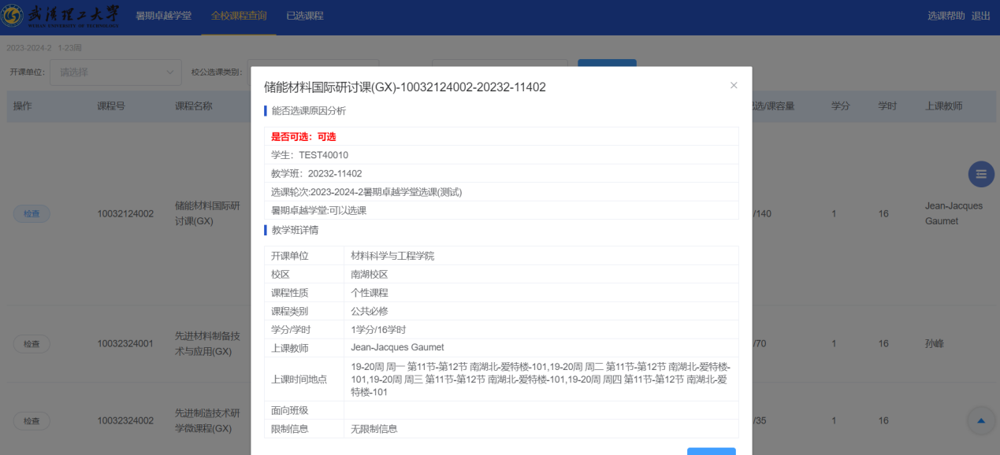 武汉理工大学
WUHAN UNIVERSITY OF TECHNOLOGY
暑期卓越学堂 全校课程查询 已选课程 选课帮助 退出
2023-2024-2 1-23周
开课单位: 请选择 校公选课类别:
操作 课程号 课程名称 选/课容量 学分 学时 上课教师
储能材料国际研讨课(GX)-10032124002-20232-11402
能否选课原因分析
是否可选：可选
学生：TEST40010
教学班：20232-11402
选课轮次:2023-2024-2暑期卓越学堂选课(测试)
暑期卓越学堂:可以选课
教学班详情
开课单位 材料科学与工程学院
校区 南湖校区
课程性质 个性课程
课程类别 公共必修
学分/学时 1学分/16学时
上课教师 Jean-Jacques Gaumet
上课时间地点
19-20周 周一 第11节-第12节 南湖北-爱特楼-101,19-20周 周二 第11节-第12节 南湖北-爱特楼-
101,19-20周 周三 第11节-第12节 南湖北-爱特楼-101,19-20周 周四 第11节-第12节 南湖北-爱
特楼-101
面向班级
限制信息 无限制信息
检查 10032124002 储能材料国际研
讨课(GX)
/140 1 16 Jean-Jacques
Gaumet
检查 10032324001 先进材料制备技
术与应用(GX)
/70 1 16 孙峰
检查 10032324002 先进制造技术研
学微课程(GX)
/35 1 16